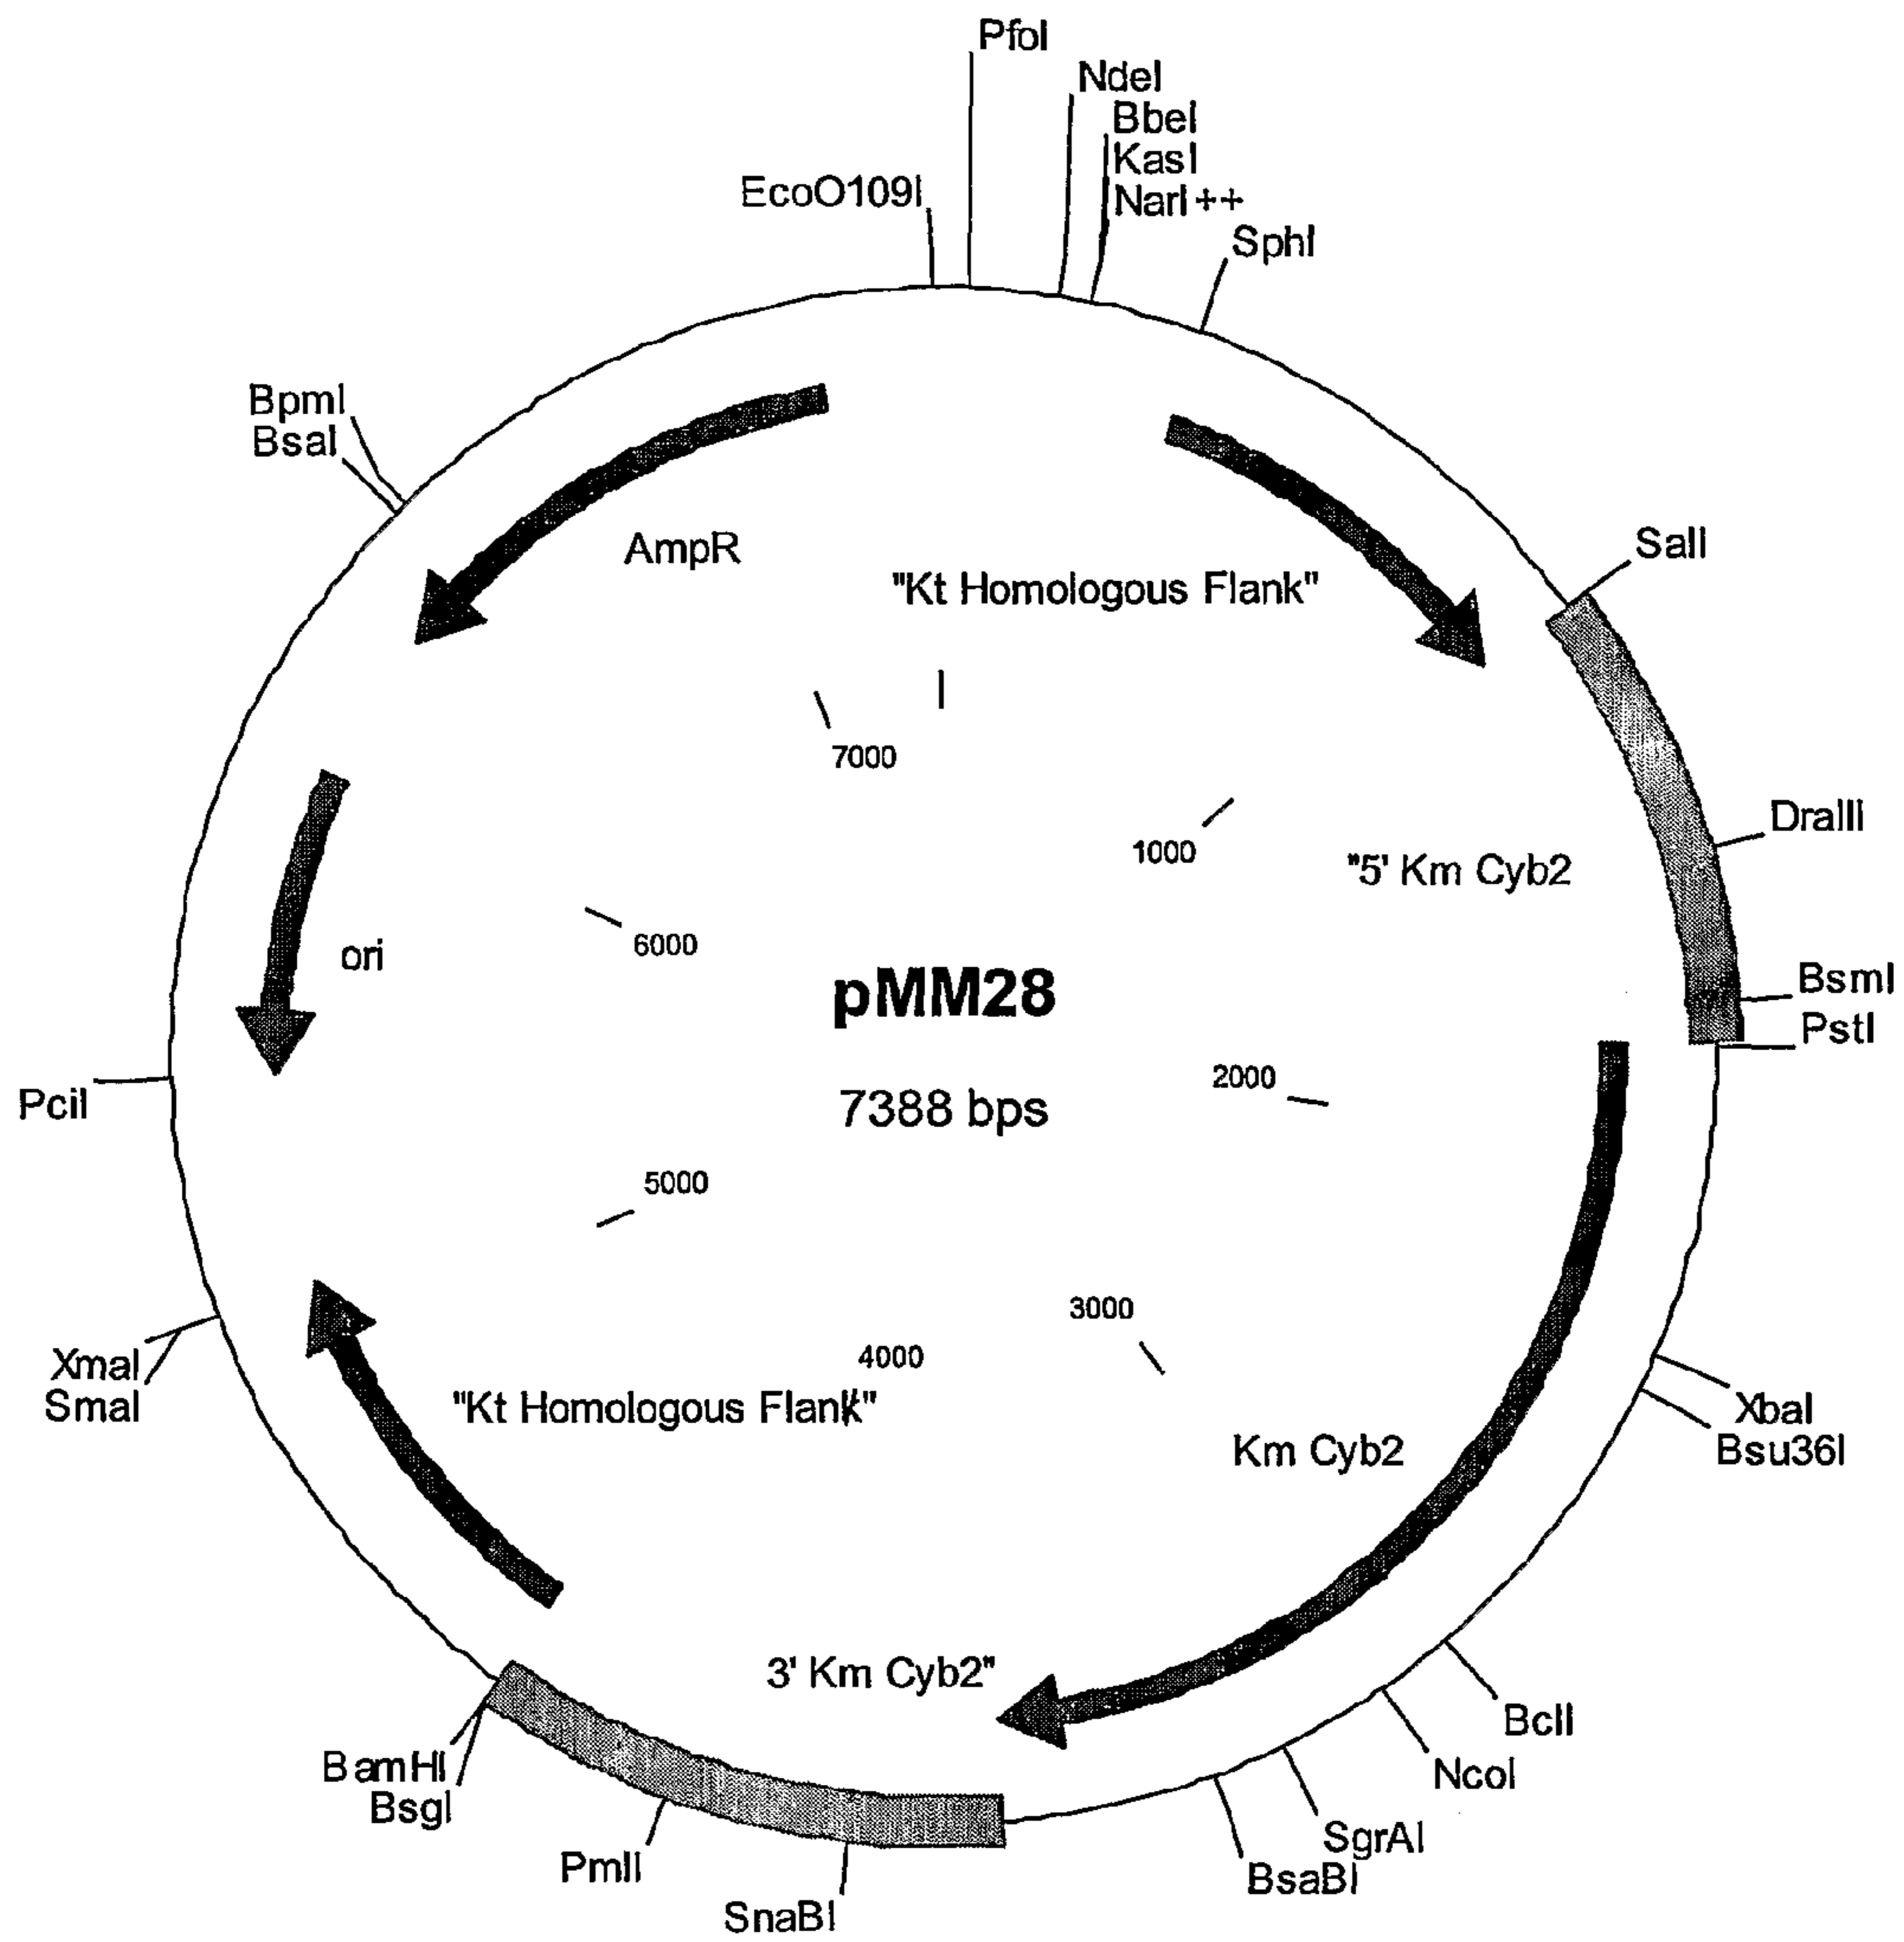 PfoI
NdeI
BbeI
KasI
NarI ++
EcoO109I
SphI
BpmI
BsaI
SalI
AmpR
"Kt Homologous Flank"
7000
DraIII
1000
"5' Km Cyb2
ori
6000
BsmI
pMM28
PstI
2000
PciI
7388 bps
5000
3000
4000
XmaI
SmaI
"Kt Homologous Flank"
XbaI
Bsu36I
Km Cyb2
3' Km Cyb2"
BclI
BamHI
NcoI
BsgI
SgrAI
PmlI
BsaBI
SnaBI